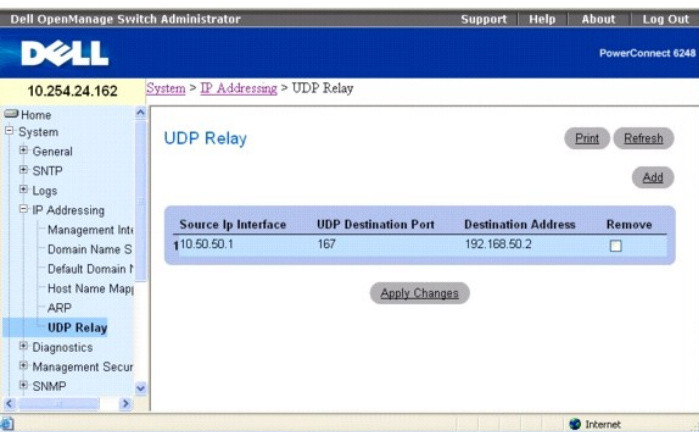 Dell OpenManage Switch Administrator
Support Help About Log Out
DELL
PowerConnect 6248
10.254.24.162
System > IP Addressing > UDP Relay
Home
System
General
SNTP
Logs
IP Addressing
Management Inte
Domain Name S
Default Domain N
Host Name Mapp
ARP
UDP Relay
Diagnostics
Management Secur
SNMP
UDP Relay
Print Refresh
Add
Source Ip Interface UDP Destination Port Destination Address Remove
1 10.50.50.1 167 192.168.50.2
Apply Changes
Internet